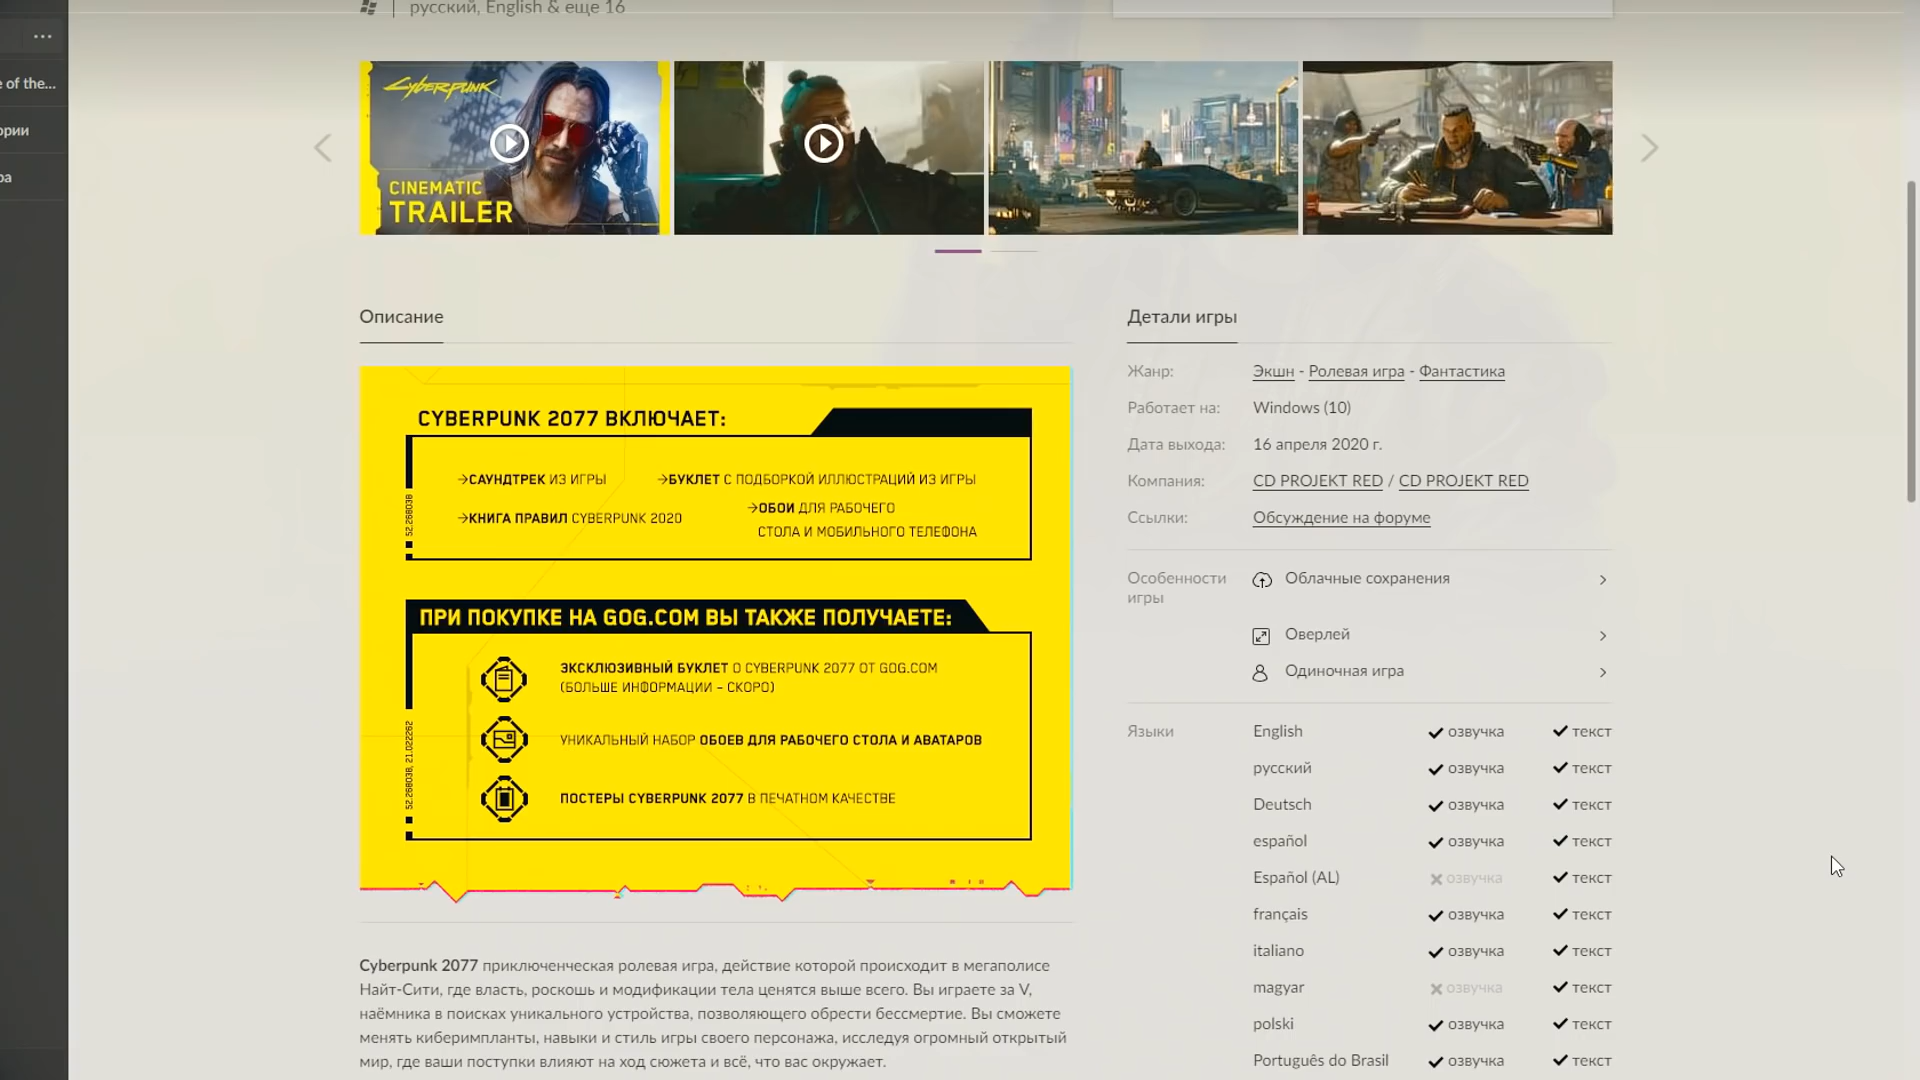 русский, English & еще 16
e of the...
ории
ра
Cyberpunk
CINEMATIC
TRAILER
Описание
CYBERPUNK 2077 ВКЛЮЧАЕТ:
→САУНДТРЕК ИЗ ИГРЫ
→БУКЛЕТ С ПОДБОРКОЙ ИЛЛЮСТРАЦИЙ ИЗ ИГРЫ
→КНИГА ПРАВИЛ CYBERPUNK 2020
→ОБОИ ДЛЯ РАБОЧЕГО
СТОЛА И МОБИЛЬНОГО ТЕЛЕФОНА
52.268038
ПРИ ПОКУПКЕ НА GOG.COM ВЫ ТАКЖЕ ПОЛУЧАЕТЕ:
ЭКСКЛЮЗИВНЫЙ БУКЛЕТ О CYBERPUNK 2077 ОТ GOG.COM
(БОЛЬШЕ ИНФОРМАЦИИ – СКОРО)
УНИКАЛЬНЫЙ НАБОР ОБОЕВ ДЛЯ РАБОЧЕГО СТОЛА И АВАТАРОВ
ПОСТЕРЫ CYBERPUNK 2077 В ПЕЧАТНОМ КАЧЕСТВЕ
52.268038, 21.022262
Cyberpunk 2077 приключенческая ролевая игра, действие которой происходит в мегаполисе
Найт-Сити, где власть, роскошь и модификации тела ценятся выше всего. Вы играете за V,
наёмника в поисках уникального устройства, позволяющего обрести бессмертие. Вы сможете
менять киберимпланты, навыки и стиль игры своего персонажа, исследуя огромный открытый
мир, где ваши поступки влияют на ход сюжета и всё, что вас окружает.
Детали игры
Жанр: Экшн - Ролевая игра - Фантастика
Работает на: Windows (10)
Дата выхода: 16 апреля 2020 г.
Компания: CD PROJEKT RED / CD PROJEKT RED
Ссылки: Обсуждение на форуме
Особенности
игры
Облачные сохранения
Оверлей
Одиночная игра
Языки
English озвучка текст
русский озвучка текст
Deutsch озвучка текст
español озвучка текст
Español (AL) озвучка текст
français озвучка текст
italiano озвучка текст
magyar озвучка текст
polski озвучка текст
Português do Brasil озвучка текст